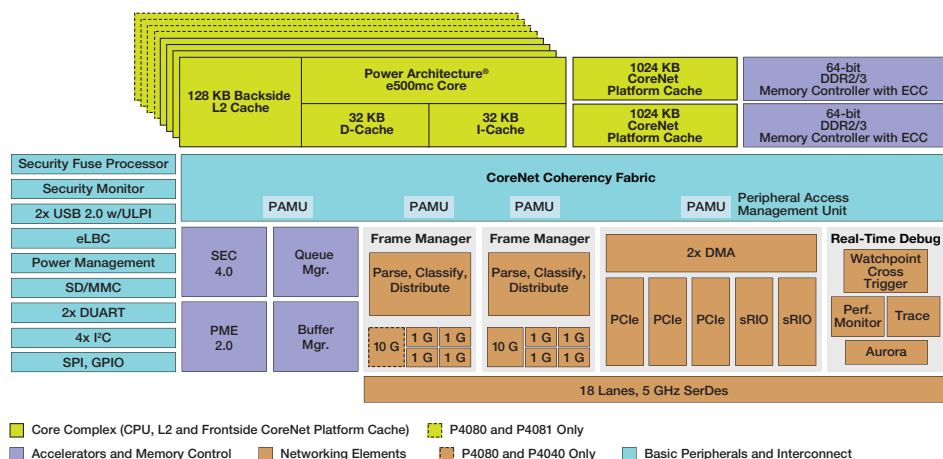 128 KB Backside
L2 Cache
Power Architecture®
e500mc Core
32 KB
D-Cache
32 KB
I-Cache
1024 KB
CoreNet
Platform Cache
1024 KB
CoreNet
Platform Cache
64-bit
DDR2/3
Memory Controller with ECC
64-bit
DDR2/3
Memory Controller with ECC
Security Fuse Processor
Security Monitor
2x USB 2.0 w/ULPI
eLBC
Power Management
SD/MMC
2x DUART
4x I²C
SPI, GPIO
CoreNet Coherency Fabric
PAMU
PAMU
PAMU
PAMU
Peripheral Access
Management Unit
SEC
4.0
Queue
Mgr.
PME
2.0
Buffer
Mgr.
Frame Manager
Parse, Classify,
Distribute
10 G
1 G
1 G
1 G
1 G
Frame Manager
Parse, Classify,
Distribute
10 G
1 G
1 G
1 G
1 G
2x DMA
PCIe
PCIe
PCIe
sRIO
sRIO
Real-Time Debug
Watchpoint
Cross
Trigger
Perf.
Monitor
Trace
Aurora
18 Lanes, 5 GHz SerDes
Core Complex (CPU, L2 and Frontside CoreNet Platform Cache)
P4080 and P4081 Only
Accelerators and Memory Control
Networking Elements
P4080 and P4040 Only
Basic Peripherals and Interconnect